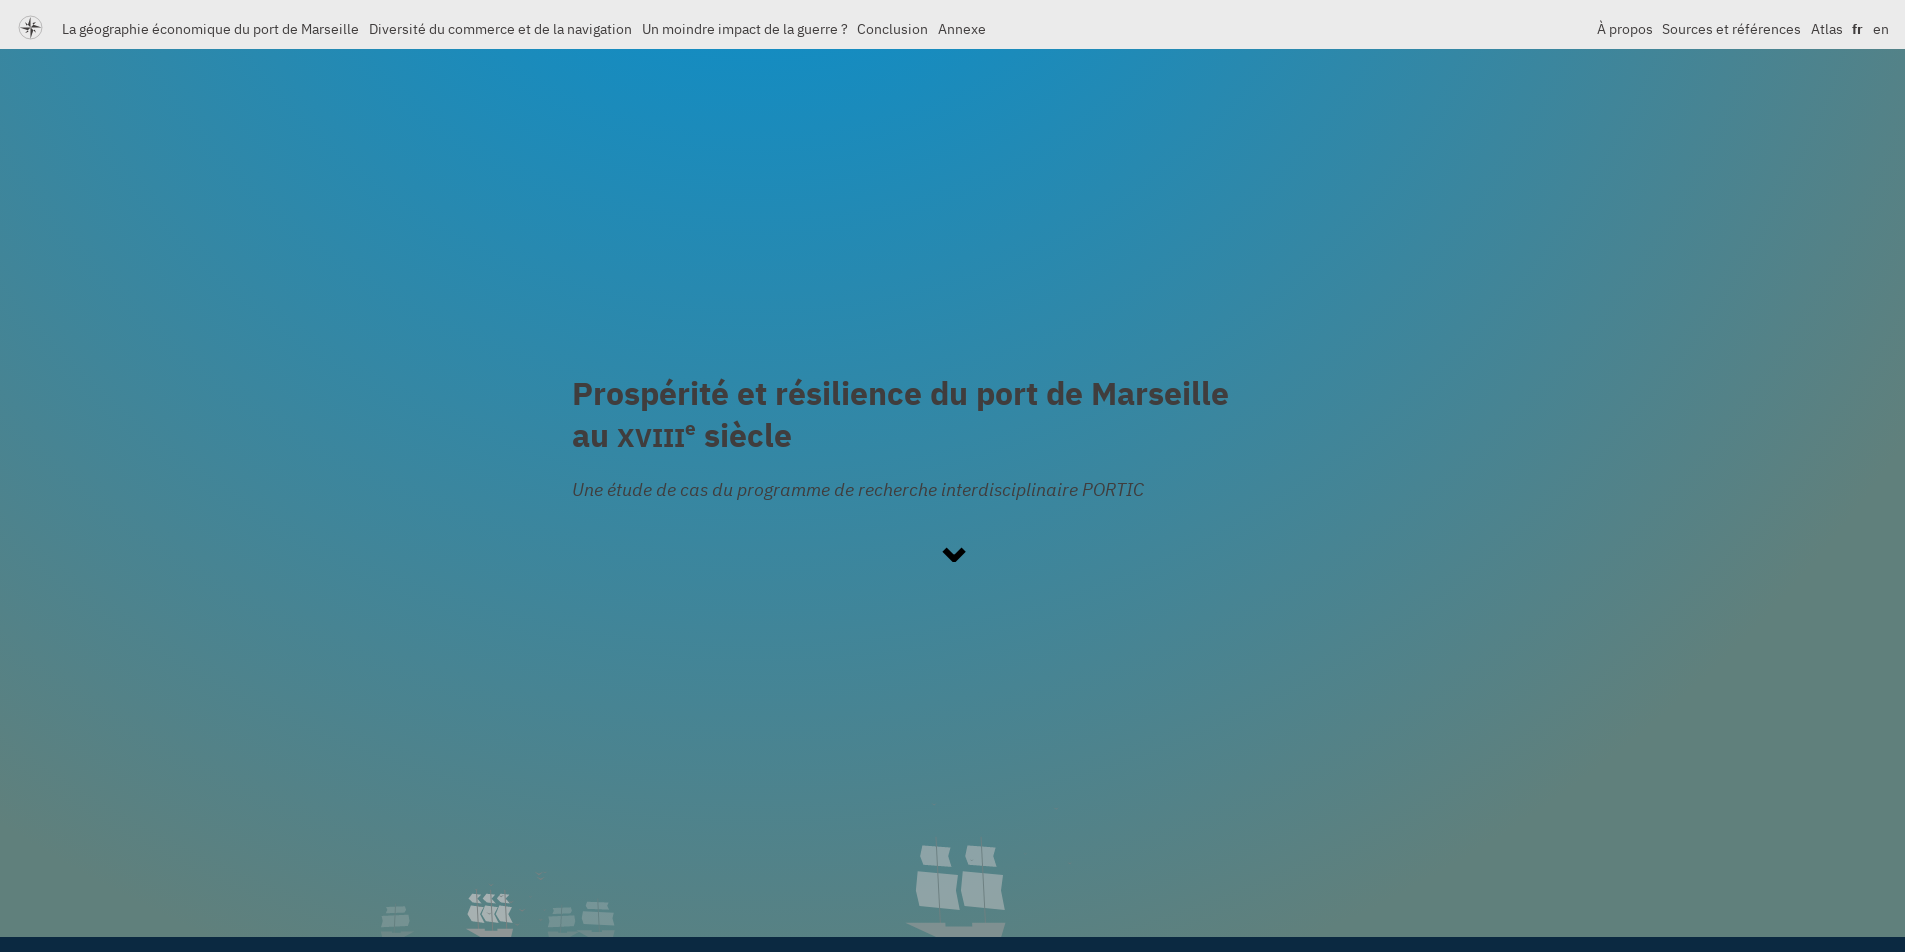 La géographie économique du port de Marseille Diversité du commerce et de la navigation Un moindre impact de la guerre ? Conclusion Annexe À propos Sources et références Atlas fr en
Prospérité et résilience du port de Marseille
au XVIIIe siècle
Une étude de cas du programme de recherche interdisciplinaire PORTIC